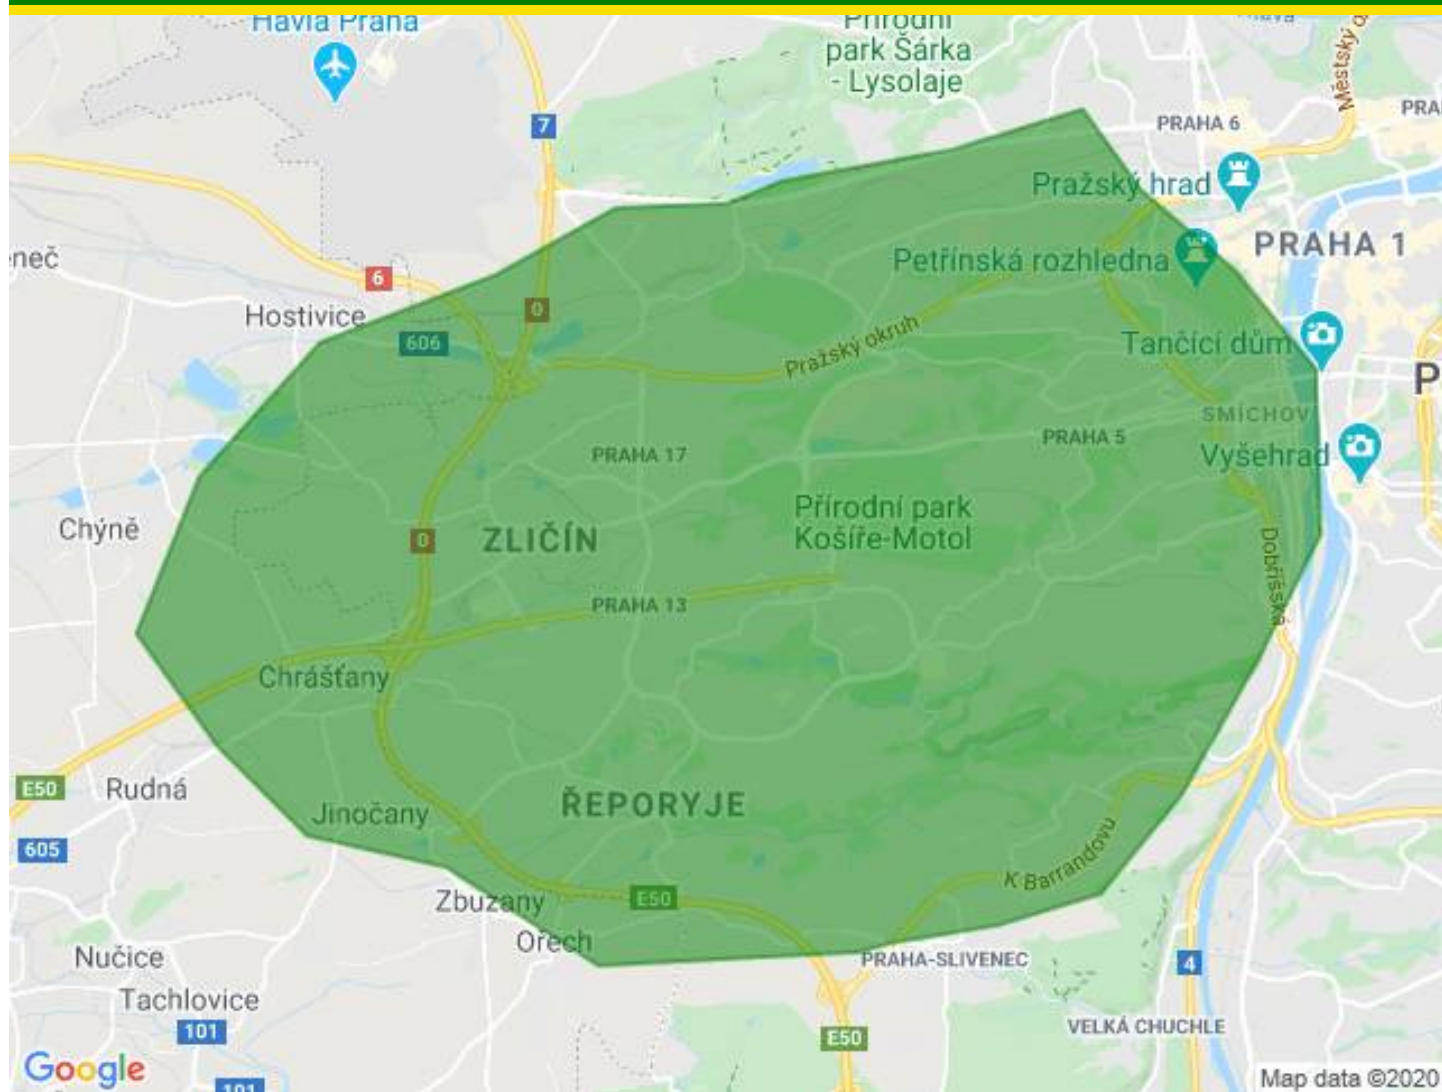 Havla Praha
Přírodní
park Šárka
- Lysolaje
Městský o
PRAHA 6
PRA
7
Pražský hrad
PRAHA 1
neč
6
Petřínská rozhledna
Hostivice
0
606
Pražský okruh
Tančící dům
P
SMÍCHOV
PRAHA 5
PRAHA 17
Vyšehrad
Chýně
0
ZLIČÍN
Přírodní park
Košíře-Motol
Dobříšská
PRAHA 13
Chrášťany
E50
Rudná
Jinočany
ŘEPORYJE
605
K Barrandovu
Zbuzany
E50
Ořech
Nučice
PRAHA-SLIVENEC
4
Tachlovice
101
E50
VELKÁ CHUCHLE
Google
101
Map data ©2020